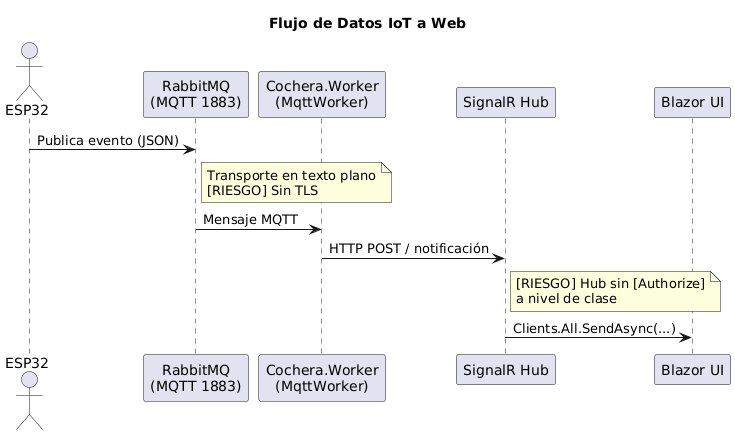 Flujo de Datos IoT a Web
ESP32
RabbitMQ
(MQTT 1883)
Cochera.Worker
(MqttWorker)
SignalR Hub
Blazor UI
Publica evento (JSON)
Transporte en texto plano
[RIESGO] Sin TLS
Mensaje MQTT
HTTP POST / notificación
[RIESGO] Hub sin [Authorize]
a nivel de clase
Clients.All.SendAsync(...)
ESP32
RabbitMQ
(MQTT 1883)
Cochera.Worker
(MqttWorker)
SignalR Hub
Blazor UI